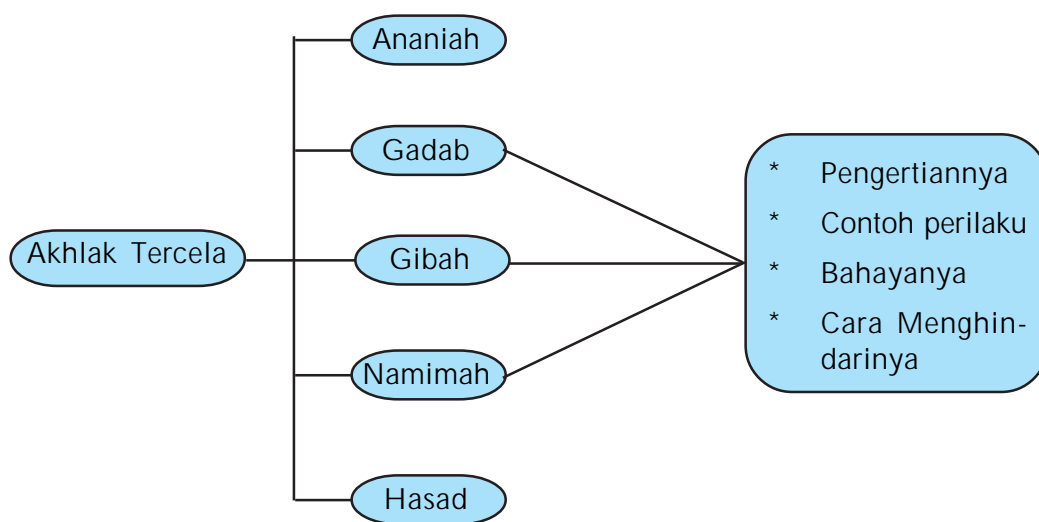 Ananiah
Gadab
Akhlak Tercela
Gibah
Namimah
Hasad
* Pengertiannya
* Contoh perilaku
* Bahayanya
* Cara Menghin-
darinya